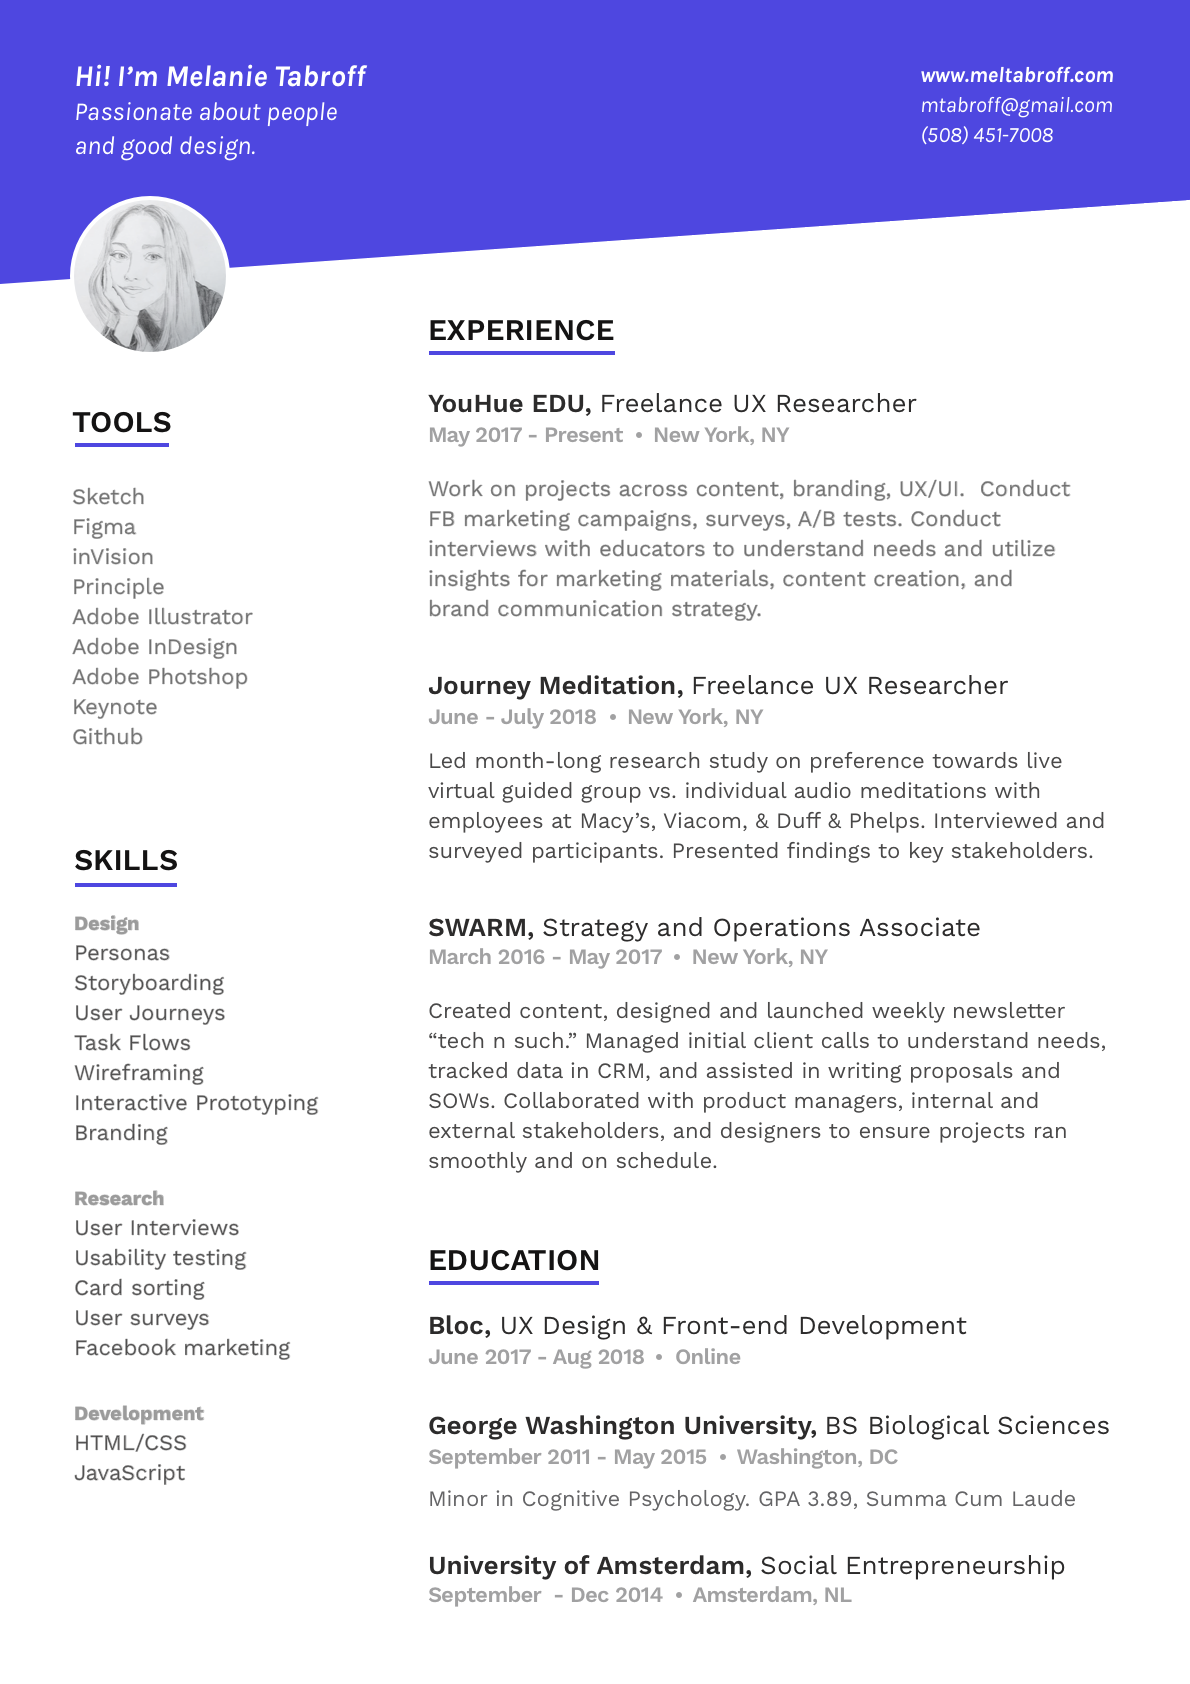 Hi! I’m Melanie Tabroff
Passionate about people
and good design.
www.meltabroff.com
mtabroff@gmail.com
(508) 451-7008
TOOLS
Sketch
Figma
inVision
Principle
Adobe Illustrator
Adobe InDesign
Adobe Photshop
Keynote
Github
SKILLS
Design
Personas
Storyboarding
User Journeys
Task Flows
Wireframing
Interactive Prototyping
Branding
Research
User Interviews
Usability testing
Card sorting
User surveys
Facebook marketing
Development
HTML/CSS
JavaScript
EXPERIENCE
YouHue EDU, Freelance UX Researcher
May 2017 - Present • New York, NY
Work on projects across content, branding, UX/UI.  Conduct
FB marketing campaigns, surveys, A/B tests. Conduct
interviews with educators to understand needs and utilize
insights for marketing materials, content creation, and
brand communication strategy.
Journey Meditation, Freelance UX Researcher
June - July 2018 • New York, NY
Led month-long research study on preference towards live
virtual guided group vs. individual audio meditations with
employees at Macy’s, Viacom, & Duff & Phelps. Interviewed and
surveyed participants. Presented findings to key stakeholders.
SWARM, Strategy and Operations Associate
March 2016 - May 2017 • New York, NY
Created content, designed and launched weekly newsletter
“tech n such.” Managed initial client calls to understand needs,
tracked data in CRM, and assisted in writing proposals and
SOWs. Collaborated with product managers, internal and
external stakeholders, and designers to ensure projects ran
smoothly and on schedule.
EDUCATION
Bloc, UX Design & Front-end Development
June 2017 - Aug 2018 • Online
George Washington University, BS Biological Sciences
September 2011 - May 2015 • Washington, DC
Minor in Cognitive Psychology. GPA 3.89, Summa Cum Laude
University of Amsterdam, Social Entrepreneurship
September  - Dec 2014 • Amsterdam, NL